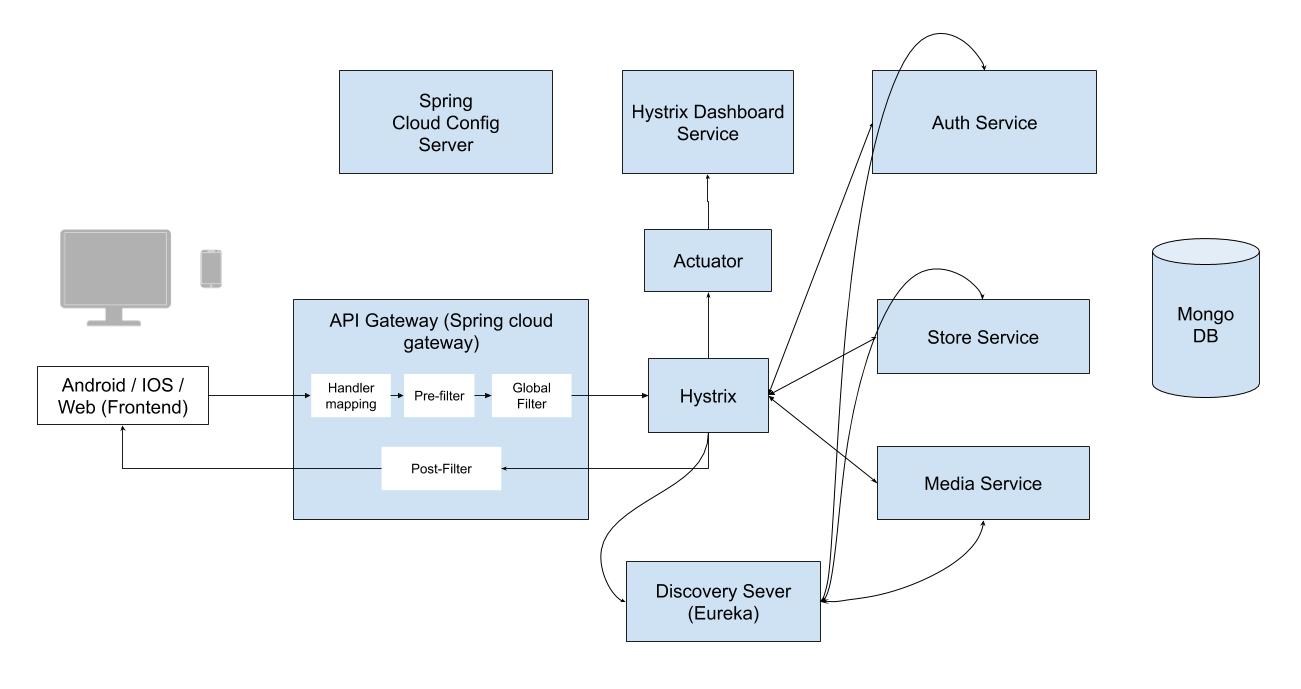 Spring
Cloud Config
Server
Hystrix Dashboard
Service
Auth Service
Actuator
API Gateway (Spring cloud
gateway)
Store Service
Mongo
DB
Android / IOS /
Web (Frontend)
Handler
mapping
Pre-filter
Global
Filter
Hystrix
Post-Filter
Media Service
Discovery Sever
(Eureka)